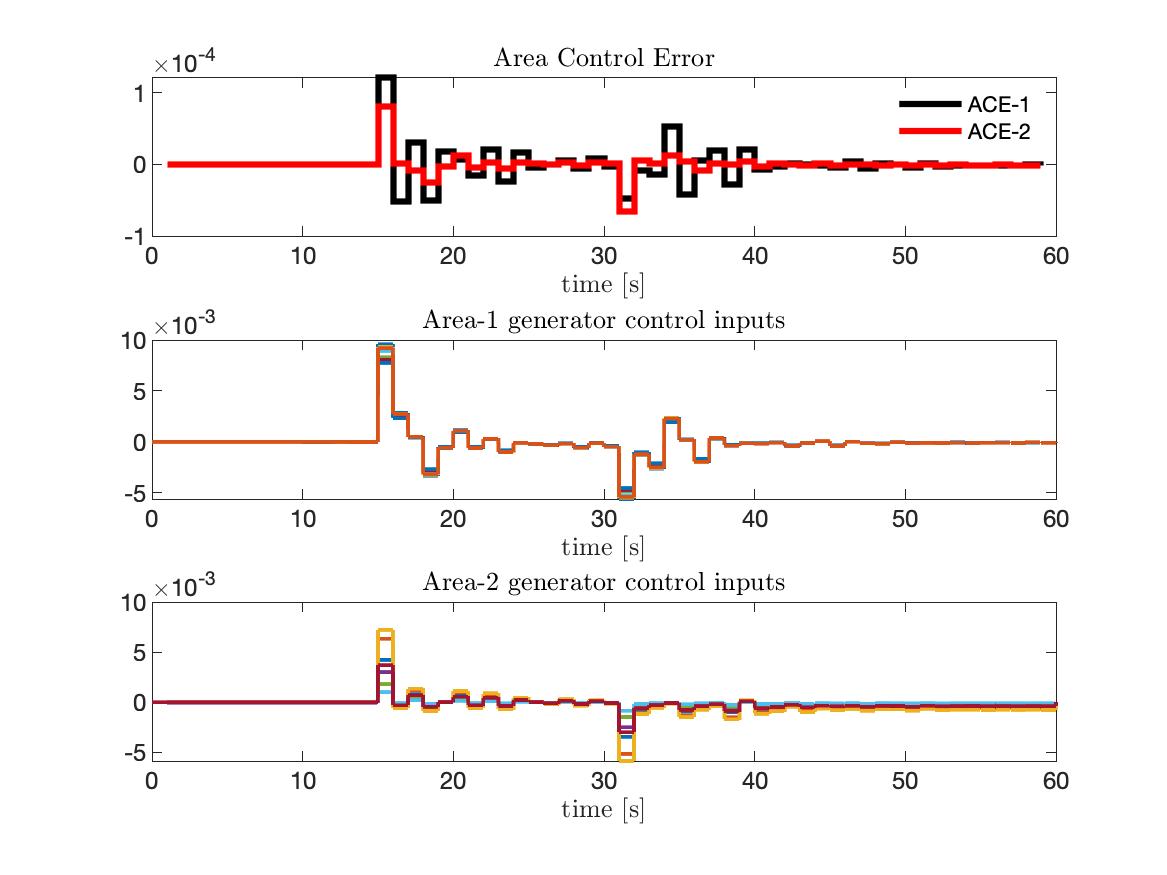 ×10-4
Area Control Error
1
0
-1
ACE-1
ACE-2
0 10 20 30 40 50 60
time [s]
×10-3
Area-1 generator control inputs
10
5
0
-5
0 10 20 30 40 50 60
time [s]
×10-3
Area-2 generator control inputs
10
5
0
-5
0 10 20 30 40 50 60
time [s]